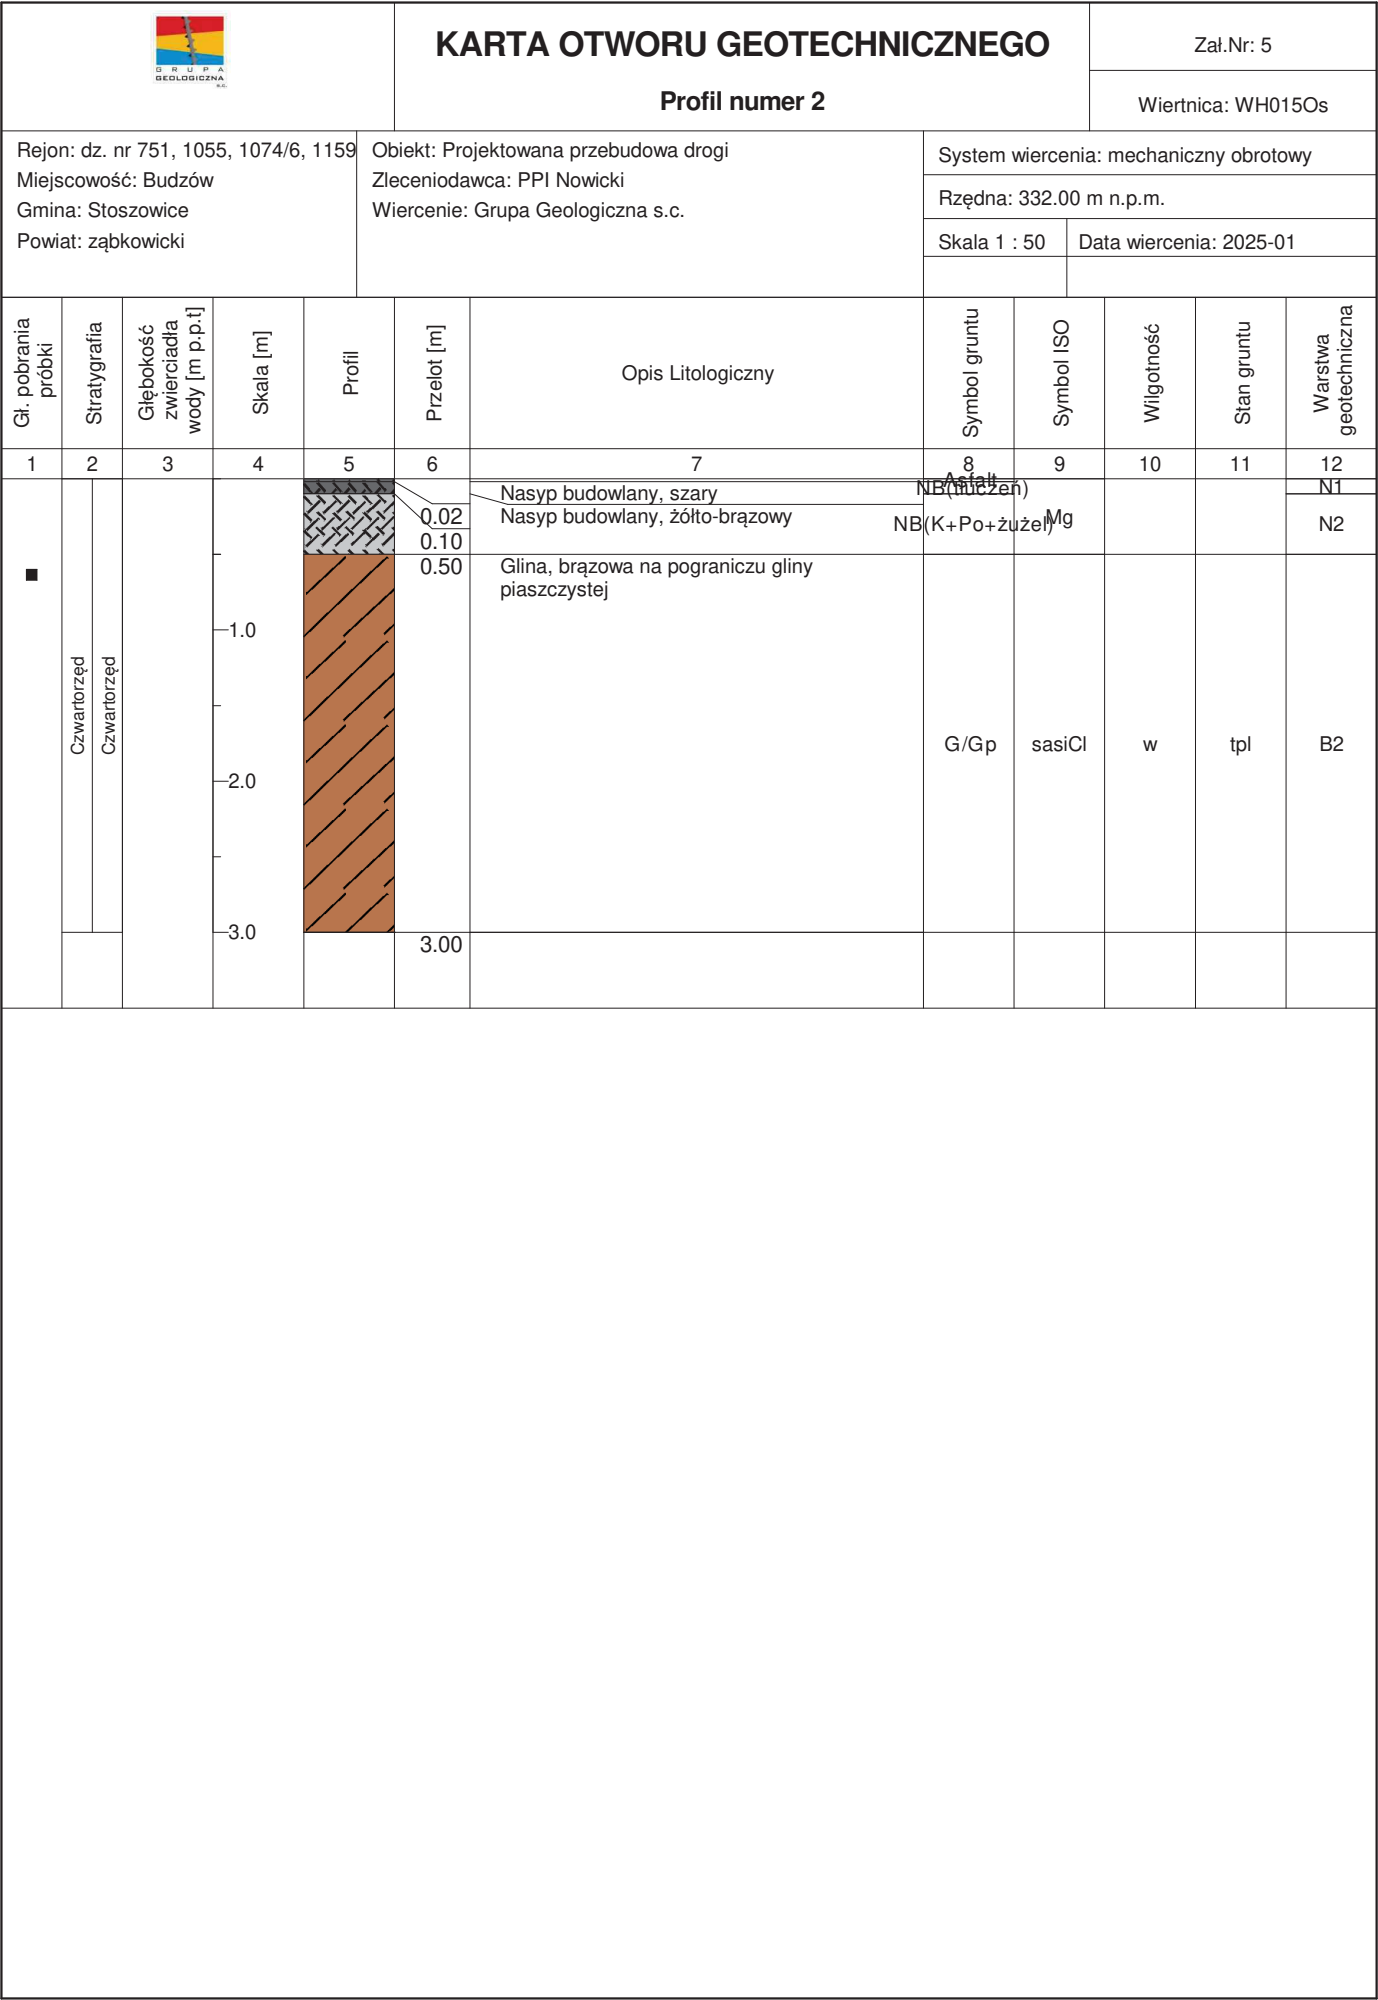 GRUPA
GEOLOGICZNA
s.c.
KARTA OTWORU GEOTECHNICZNEGO
Profil numer 2
Zał.Nr: 5
Wiertnica: WH015Os
Rejon: dz. nr 751, 1055, 1074/6, 1159
Miejscowość: Budzów
Gmina: Stoszowice
Powiat: ząbkowicki
Obiekt: Projektowana przebudowa drogi
Zleceniodawca: PPI Nowicki
Wiercenie: Grupa Geologiczna s.c.
System wiercenia: mechaniczny obrotowy
Rzędna: 332.00 m n.p.m.
Skala 1 : 50
Data wiercenia: 2025-01
Gł. pobrania
próbki
Stratygrafia
Głębokość
zwierciadła
wody [m p.p.t]
Skala [m]
Profil
Przelot [m]
Opis Litologiczny
Symbol gruntu
Symbol ISO
Wilgotność
Stan gruntu
Warstwa
geotechniczna
1 2 3 4 5 6 7 8 9 10 11 12
Asfalt
Nasyp budowlany, szary
NB(tłuczeń)
N1
0.02
Nasyp budowlany, żółto-brązowy
NB(K+Po+żużel)
Mg
N2
0.10
0.50
Glina, brązowa na pograniczu gliny
piaszczystej
1.0
Czwartorzęd
Czwartorzęd
G/Gp
sasiCl
w
tpl
B2
2.0
3.0
3.00